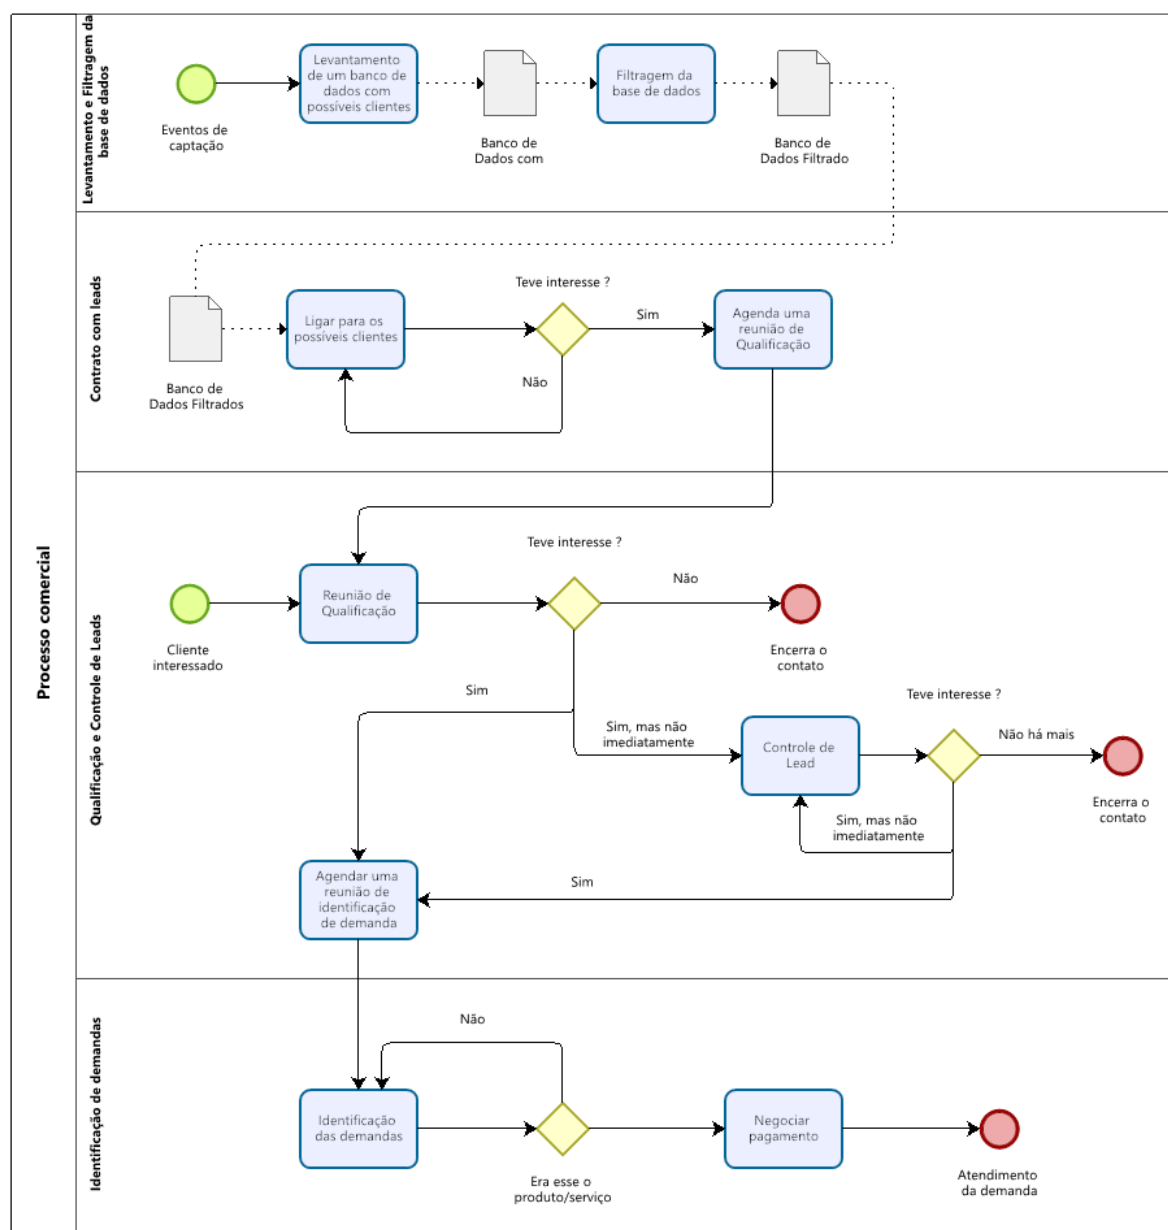 Processo comercial
Levantamento e Filtragem da
base de dados
Eventos de
captação
Levantamento
de um banco de
dados com
possíveis clientes
Banco de
Dados com
Filtragem da
base de dados
Banco de
Dados Filtrado
Contrato com leads
Banco de
Dados Filtrados
Ligar para os
possíveis clientes
Teve interesse ?
Sim
Não
Agenda uma
reunião de
Qualificação
Qualificação e Controle de Leads
Cliente
interessado
Reunião de
Qualificação
Teve interesse ?
Não
Encerra o
contato
Sim
Sim, mas não
imediatamente
Controle de
Lead
Teve interesse ?
Não há mais
Encerra o
contato
Sim, mas não
imediatamente
Sim
Agendar uma
reunião de
identificação
de demanda
Identificação de demandas
Não
Identificação
das demandas
Era esse o
produto/serviço
Negociar
pagamento
Atendimento
da demanda